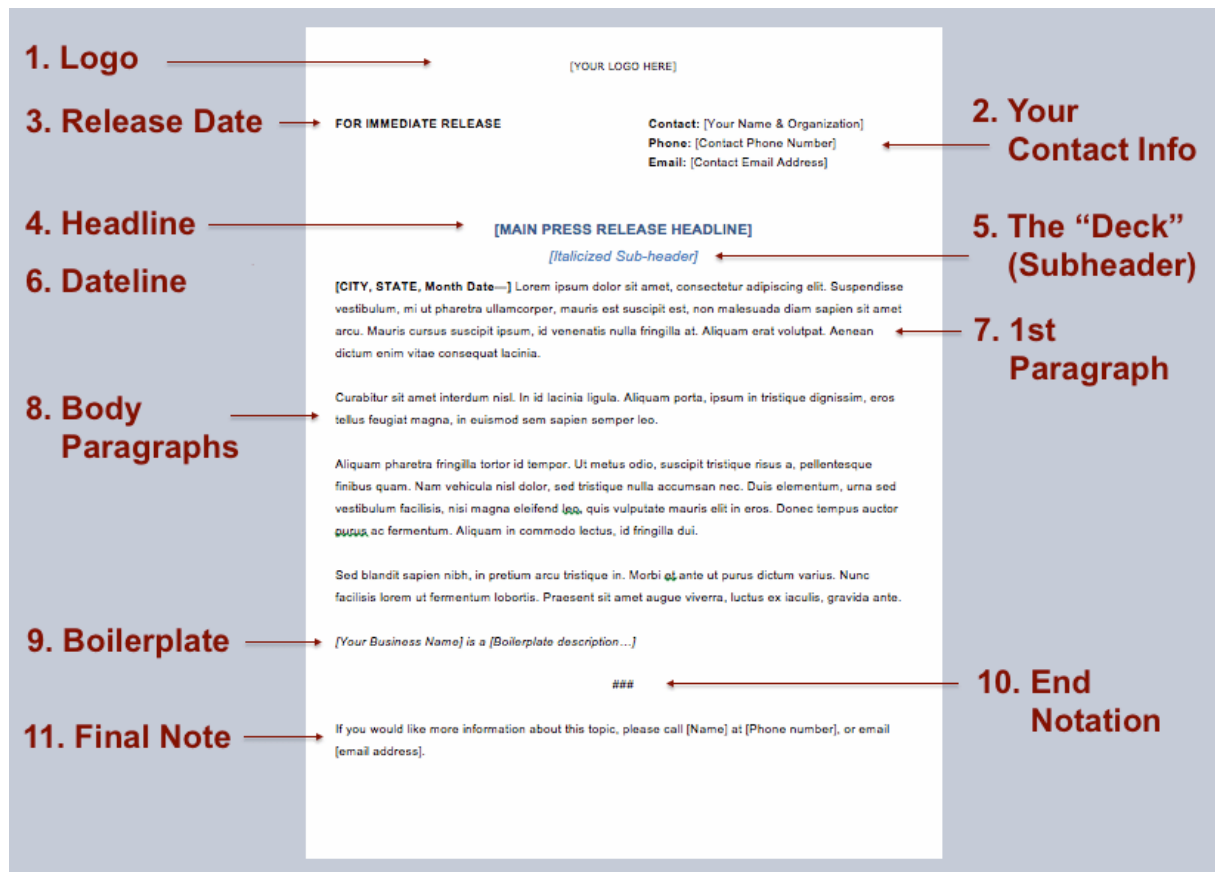 1. Logo
[YOUR LOGO HERE]
3. Release Date
FOR IMMEDIATE RELEASE
Contact: [Your Name & Organization]
Phone: [Contact Phone Number]
Email: [Contact Email Address]
2. Your
Contact Info
4. Headline
[MAIN PRESS RELEASE HEADLINE]
5. The “Deck”
(Subheader)
[Italicized Sub-header]
6. Dateline
[CITY, STATE, Month Date—] Lorem ipsum dolor sit amet, consectetur adipiscing elit. Suspendisse
vestibulum, mi ut pharetra ullamcorper, mauris est suscipit est, non malesuada diam sapien sit amet
arcu. Mauris cursus suscipit ipsum, id venenatis nulla fringilla at. Aliquam erat volutpat. Aenean
dictum enim vitae consequat lacinia.
7. 1st
Paragraph
8. Body
Paragraphs
Curabitur sit amet interdum nisl. In id lacinia ligula. Aliquam porta, ipsum in tristique dignissim, eros
tellus feugiat magna, in euismod sem sapien semper leo.
Aliquam pharetra fringilla tortor id tempor. Ut metus odio, suscipit tristique risus a, pellentesque
finibus quam. Nam vehicula nisl dolor, sed tristique nulla accumsan nec. Duis elementum, urna sed
vestibulum facilisis, nisi magna eleifend leo, quis vulputate mauris elit in eros. Donec tempus auctor
purus ac fermentum. Aliquam in commodo lectus, id fringilla dui.
Sed blandit sapien nibh, in pretium arcu tristique in. Morbi et ante ut purus dictum varius. Nunc
facilisis lorem ut fermentum lobortis. Praesent sit amet augue viverra, luctus ex iaculis, gravida ante.
9. Boilerplate
[Your Business Name] is a [Boilerplate description…]
###
10. End
Notation
11. Final Note
If you would like more information about this topic, please call [Name] at [Phone number], or email
[email address].